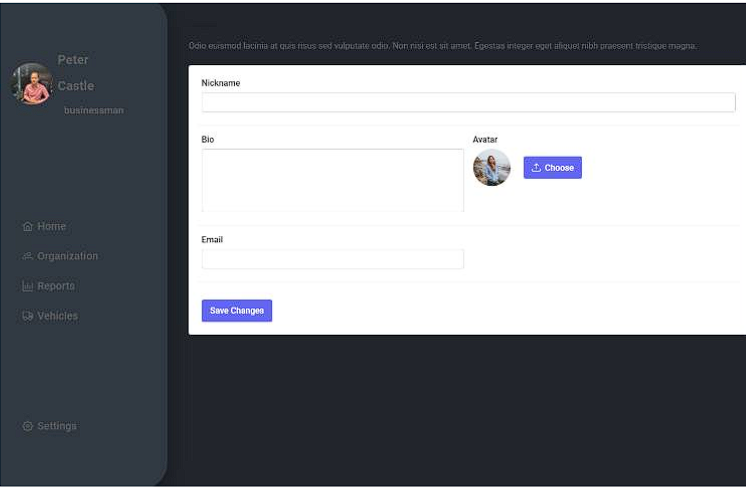 Peter
Castle
businessman
Home
Organization
Reports
Vehicles
Settings
Odio euismod lacinia at quis risus sed vulputate odio. Non nisi est sit amet. Egestas integer eget aliquet nibh praesent tristique magna.
Nickname
Bio
Avatar
Choose
Email
Save Changes